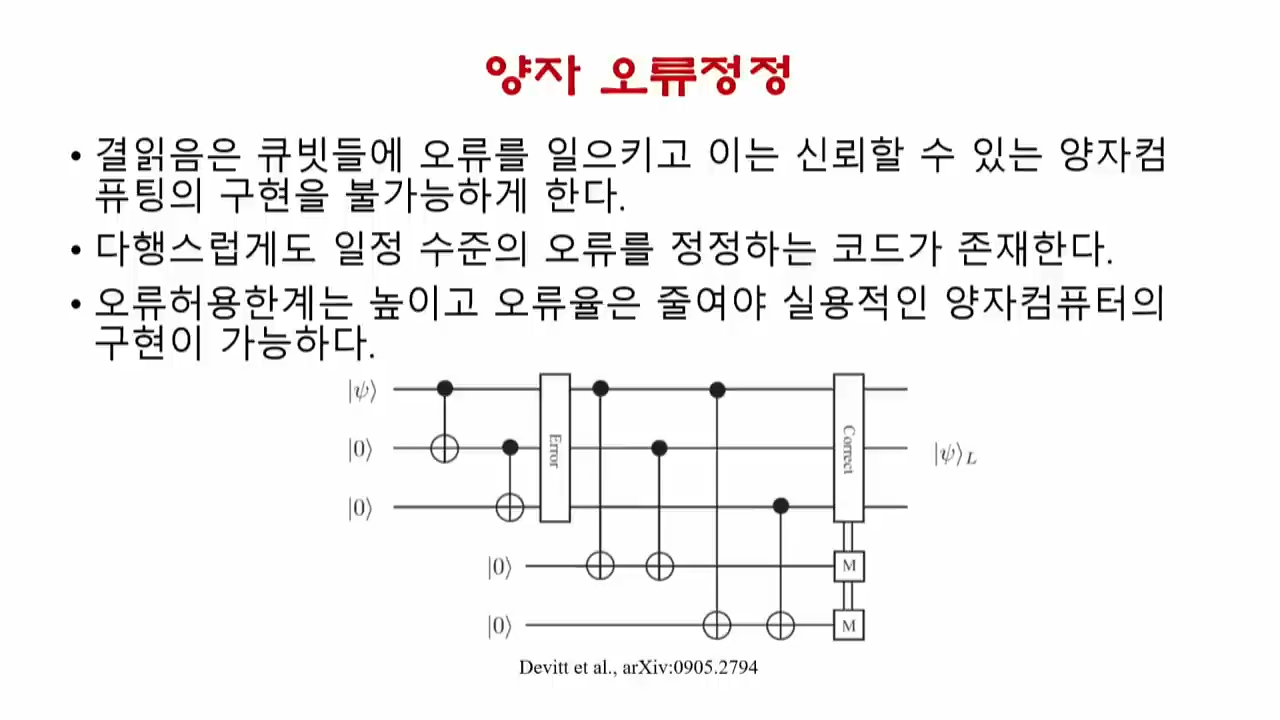 양자 오류정정
• 결읽음은 큐빗들에 오류를 일으키고 이는 신뢰할 수 있는 양자컴
퓨팅의 구현을 불가능하게 한다.
• 다행스럽게도 일정 수준의 오류를 정정하는 코드가 존재한다.
• 오류허용한계는 높이고 오류율은 줄여야 실용적인 양자컴퓨터의
구현이 가능하다.
|ψ⟩
|0⟩
|0⟩
Error
Correct
|ψ⟩L
|0⟩
M
|0⟩
M
Devitt et al., arXiv:0905.2794